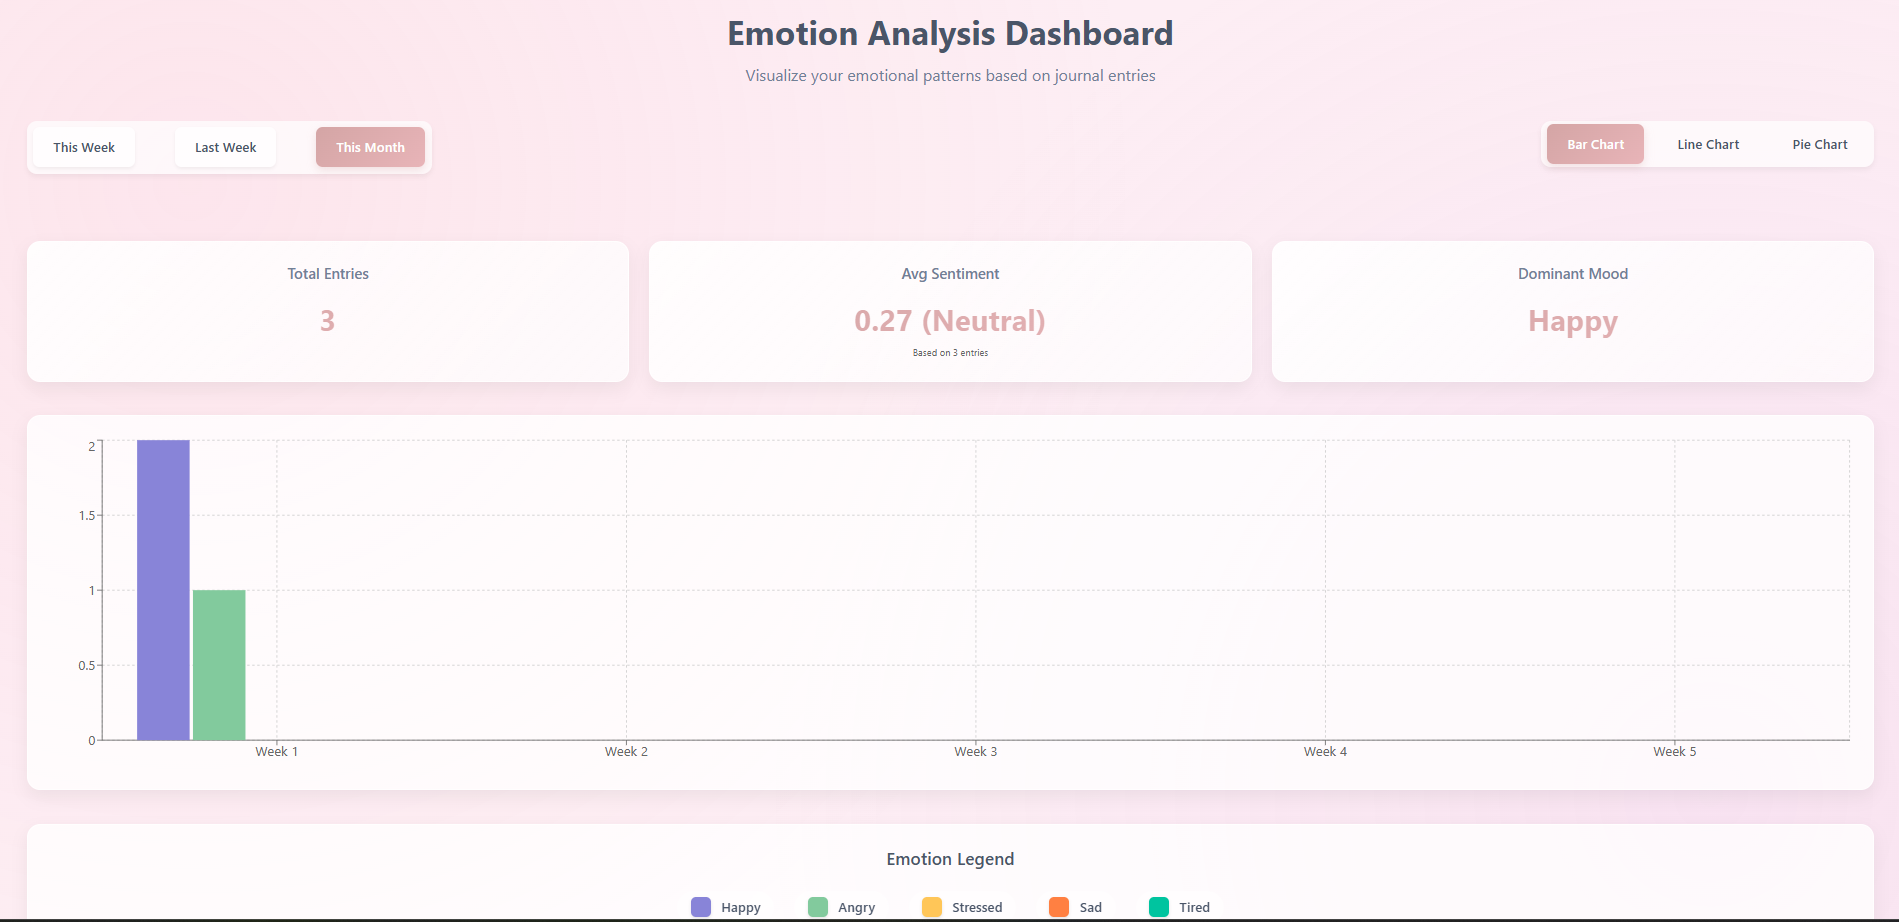 Emotion Analysis Dashboard
Visualize your emotional patterns based on journal entries
This Week Last Week This Month
Bar Chart Line Chart Pie Chart
Total Entries
3
Avg Sentiment
0.27 (Neutral)
Based on 3 entries
Dominant Mood
Happy
2
1.5
1
0.5
0
Week 1 Week 2 Week 3 Week 4 Week 5
Emotion Legend
Happy Angry Stressed Sad Tired